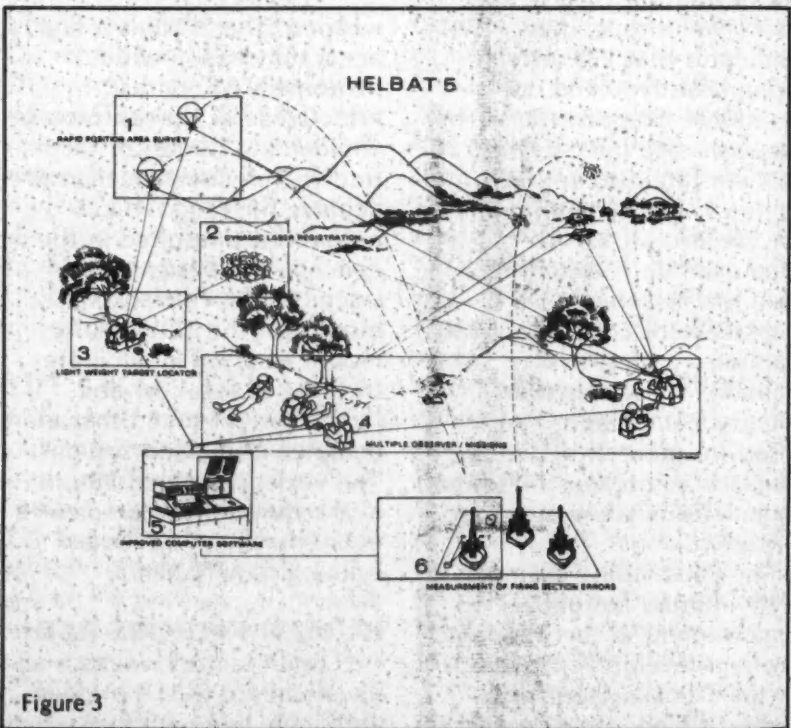 HELBAT 5
1
RAPID POSITION AREA SURVEY
2
DYNAMIC LASER REGISTRATION
3
LIGHT WEIGHT TARGET LOCATOR
4
MULTIPLE OBSERVER / MISSIONS
5
IMPROVED COMPUTER SOFTWARE
6
MEASUREMENT OF FIRING SECTION ERRORS
Figure 3